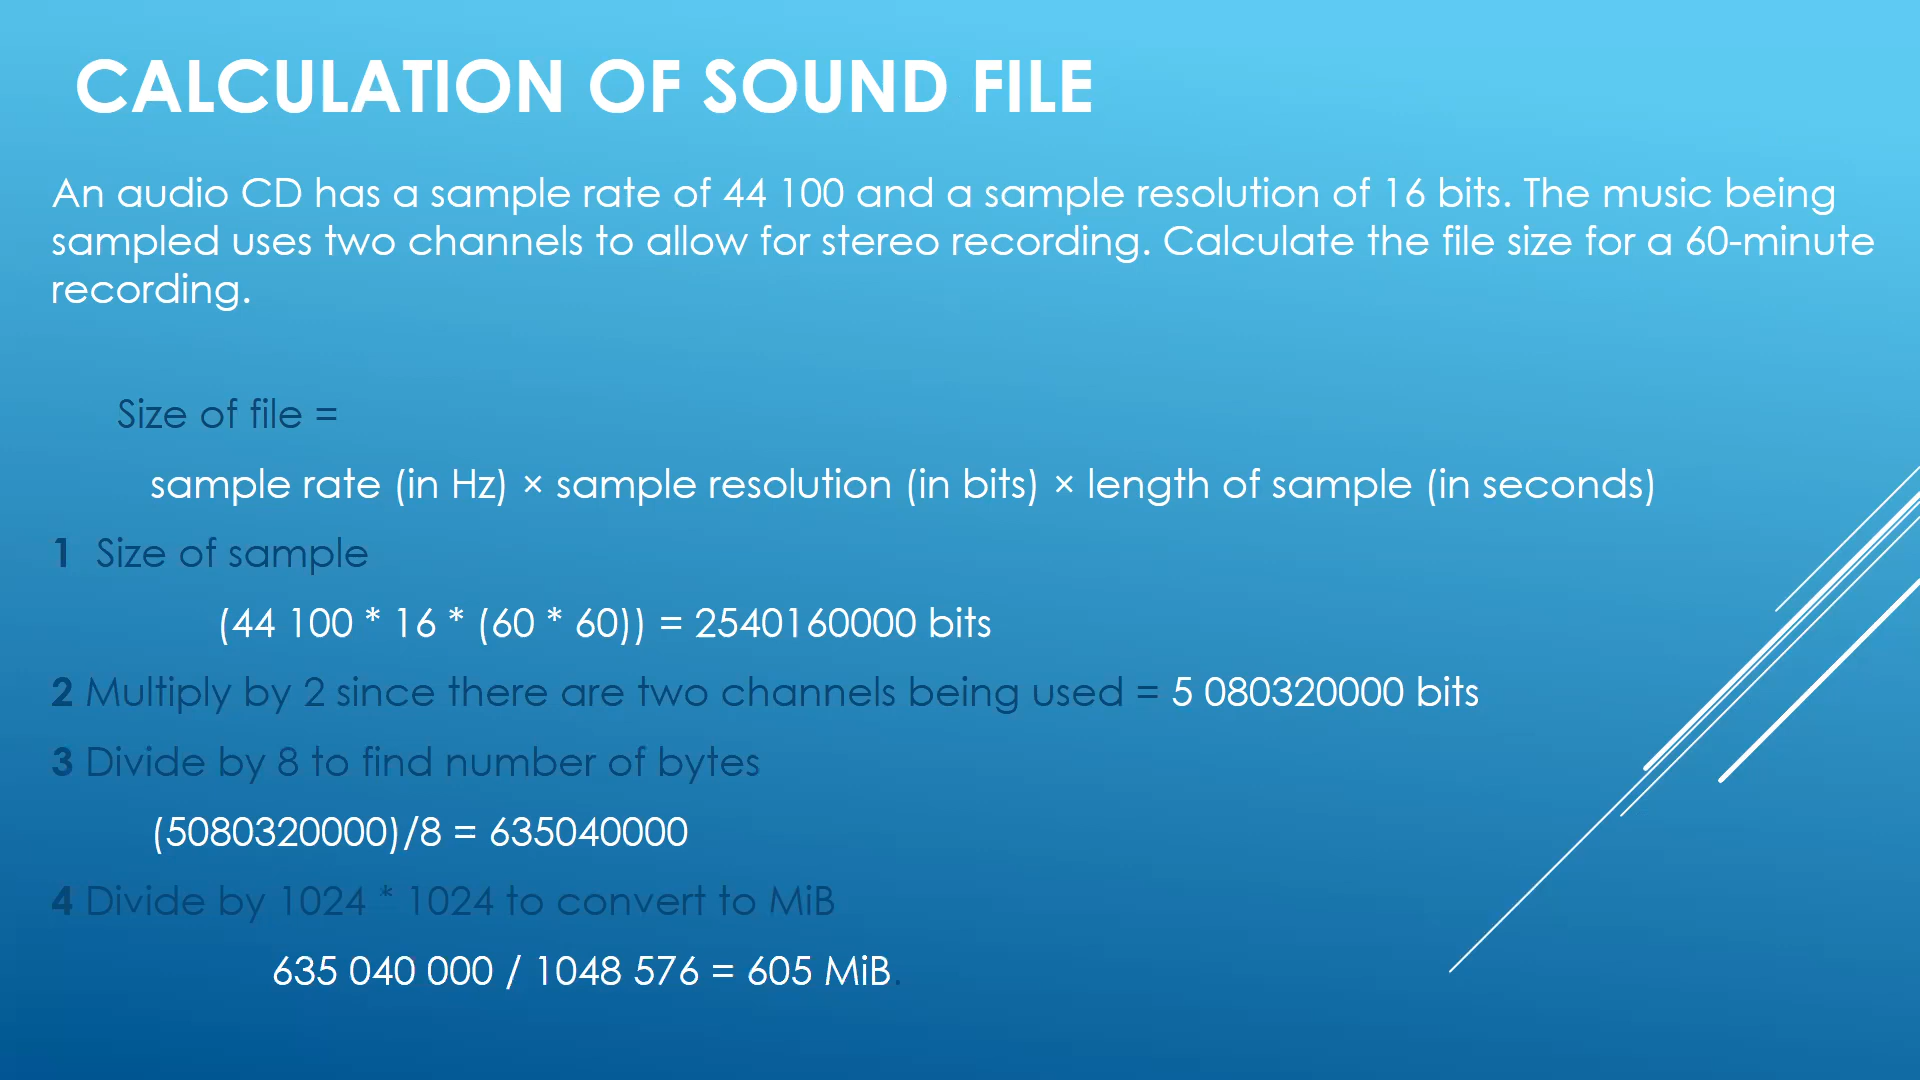 CALCULATION OF SOUND FILE
An audio CD has a sample rate of 44 100 and a sample resolution of 16 bits. The music being
sampled uses two channels to allow for stereo recording. Calculate the file size for a 60-minute
recording.
Size of file =
sample rate (in Hz) × sample resolution (in bits) × length of sample (in seconds)
1 Size of sample
(44 100 * 16 * (60 * 60)) = 2540160000 bits
2 Multiply by 2 since there are two channels being used = 5 080320000 bits
3 Divide by 8 to find number of bytes
(5080320000)/8 = 635040000
4 Divide by 1024 * 1024 to convert to MiB
635 040 000 / 1048 576 = 605 MiB.